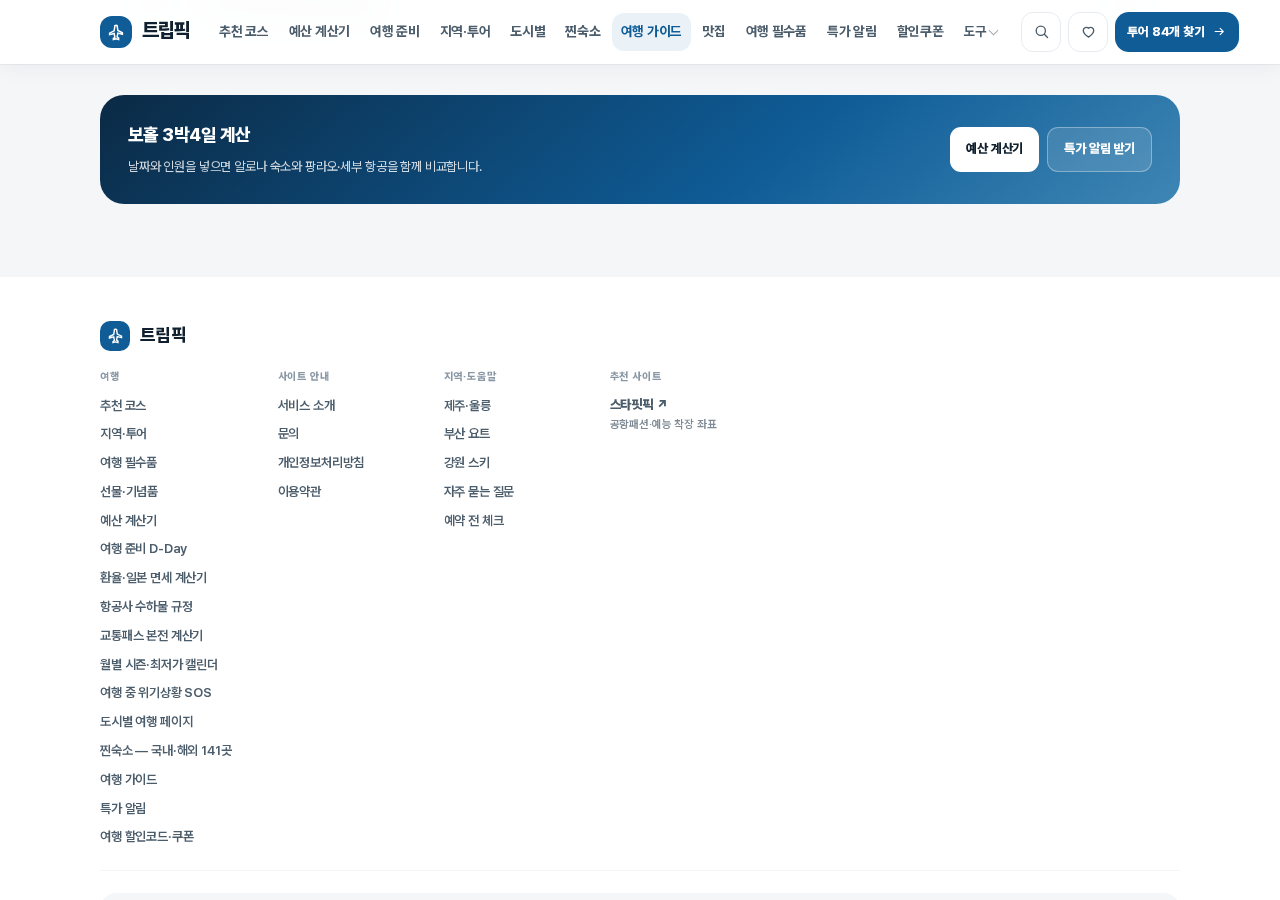 트립픽
추천 코스 예산 계산기 여행 준비 지역·투어 도시별 찐숙소 여행 가이드 맛집 여행 필수품 특가 알림 할인쿠폰 도구 투어 84개 찾기 →
보홀 3박4일 계산
날짜와 인원을 넣으면 알로나 숙소와 팡라오·세부 항공을 함께 비교합니다.
예산 계산기 특가 알림 받기
트립픽
여행
추천 코스
지역·투어
여행 필수품
선물·기념품
예산 계산기
여행 준비 D-Day
환율·일본 면세 계산기
항공사 수하물 규정
교통패스 본전 계산기
월별 시즌·최저가 캘린더
여행 중 위기상황 SOS
도시별 여행 페이지
찐숙소 — 국내·해외 141곳
여행 가이드
특가 알림
여행 할인코드·쿠폰
사이트 안내
서비스 소개
문의
개인정보처리방침
이용약관
지역·도움말
제주·울릉
부산 요트
강원 스키
자주 묻는 질문
예약 전 체크
추천 사이트
스타핏픽 ↗
공항패션·예능 착장 좌표